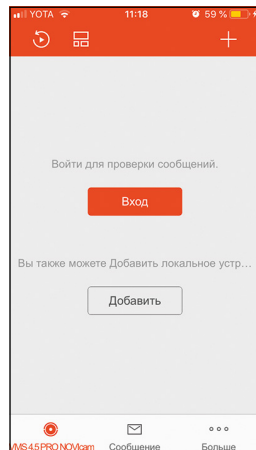 YOTA 11:18 59 %
Войти для проверки сообщений.
Вход
Вы также можете Добавить локальное устр...
Добавить
VMS 4.5 PRO NOVIcam Сообщение Больше